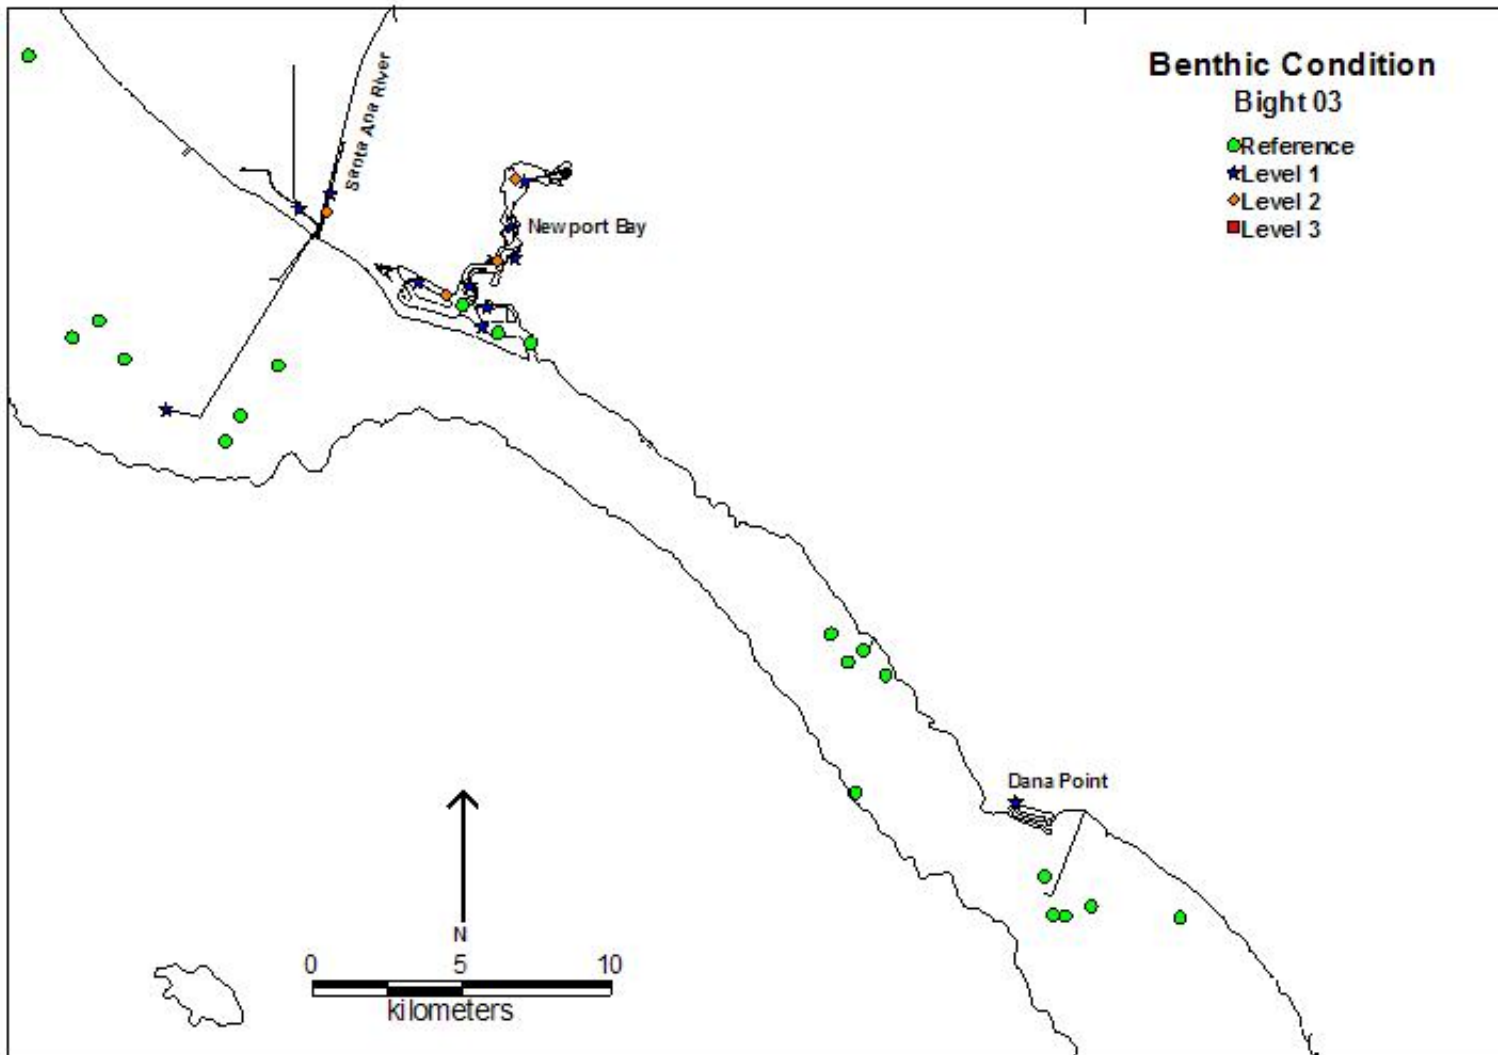 Benthic Condition
Bight 03
Reference
Level 1
Level 2
Level 3
Santa Ana River
Newport Bay
Dana Point
N
0 5 10
kilometers